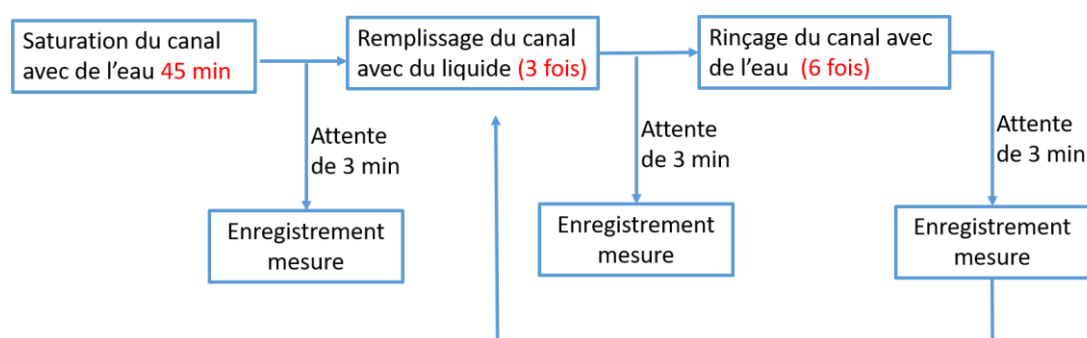 Saturation du canal
avec de l'eau 45 min
Remplissage du canal
avec du liquide (3 fois)
Rinçage du canal avec
de l'eau (6 fois)
Attente
de 3 min
Attente
de 3 min
Attente
de 3 min
Enregistrement
mesure
Enregistrement
mesure
Enregistrement
mesure